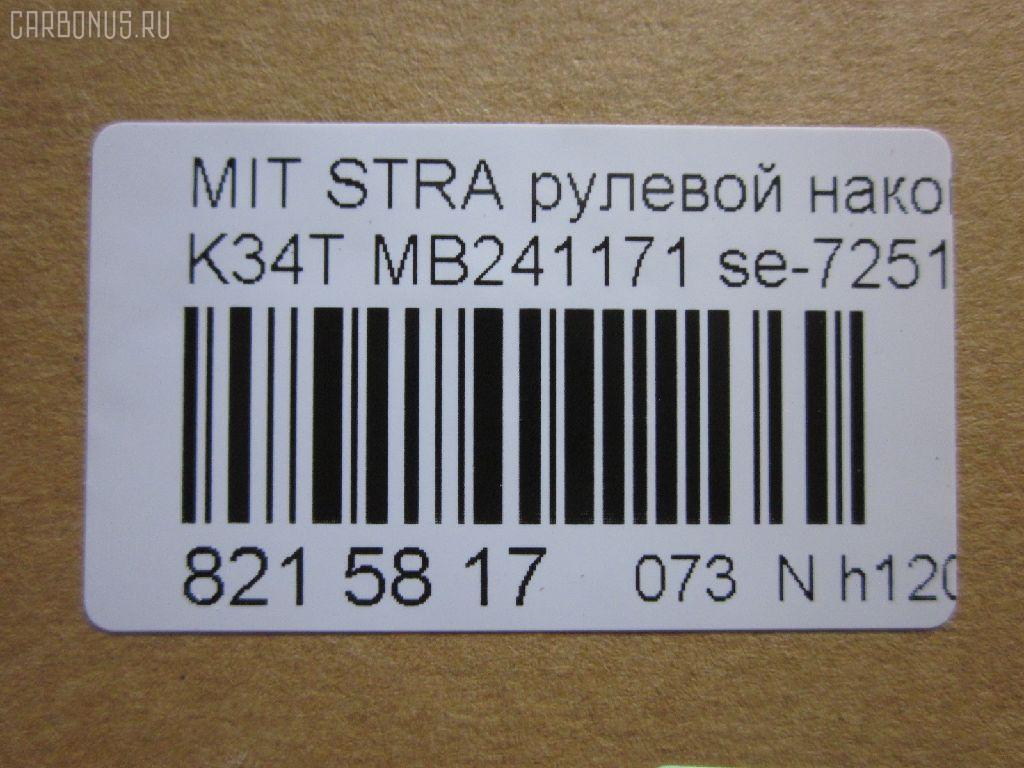 CARBONUS.RU
MIT STRA рулевой нако
K34T MB241171 se-7251
821 58 17 073 N h120